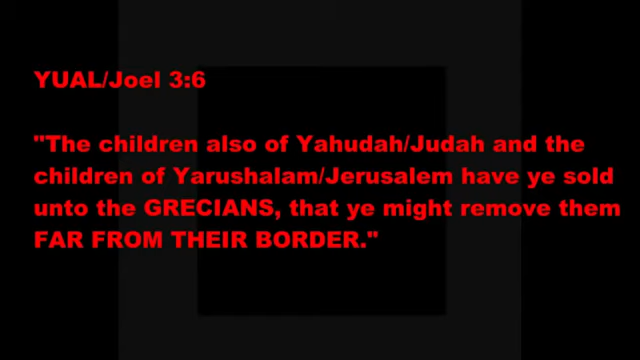 YUAL/Joel 3:6
"The children also of Yahudah/Judah and the
children of Yarushalam/Jerusalem have ye sold
unto the GRECIANS, that ye might remove them
FAR FROM THEIR BORDER."